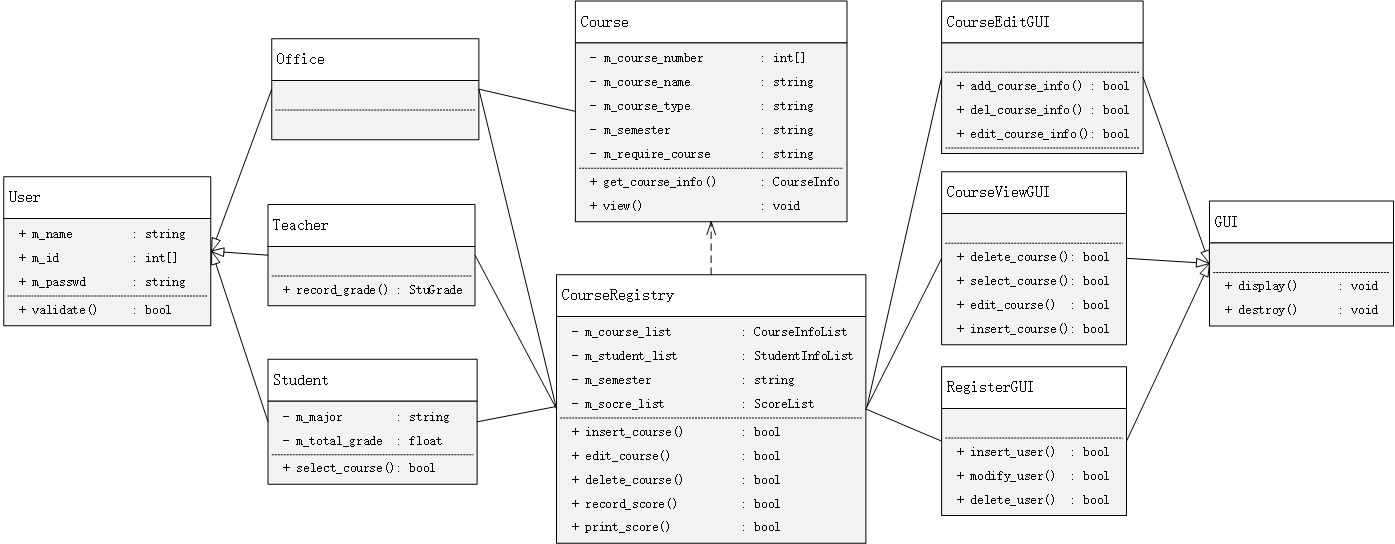 User
+ m_name : string
+ m_id : int[]
+ m_passwd : string
+ validate() : bool
Office
Teacher
+ record_grade() : StuGrade
Student
- m_major : string
- m_total_grade : float
+ select_course(): bool
Course
- m_course_number : int[]
- m_course_name : string
- m_course_type : string
- m_semester : string
- m_require_course : string
+ get_course_info() : CourseInfo
+ view() : void
CourseRegistry
- m_course_list : CourseInfoList
- m_student_list : StudentInfoList
- m_semester : string
- m_socre_list : ScoreList
+ insert_course() : bool
+ edit_course() : bool
+ delete_course() : bool
+ record_score() : bool
+ print_score() : bool
CourseEditGUI
+ add_course_info() : bool
+ del_course_info() : bool
+ edit_course_info(): bool
CourseViewGUI
+ delete_course(): bool
+ select_course(): bool
+ edit_course() : bool
+ insert_course(): bool
RegisterGUI
+ insert_user() : bool
+ modify_user() : bool
+ delete_user() : bool
GUI
+ display() : void
+ destroy() : void